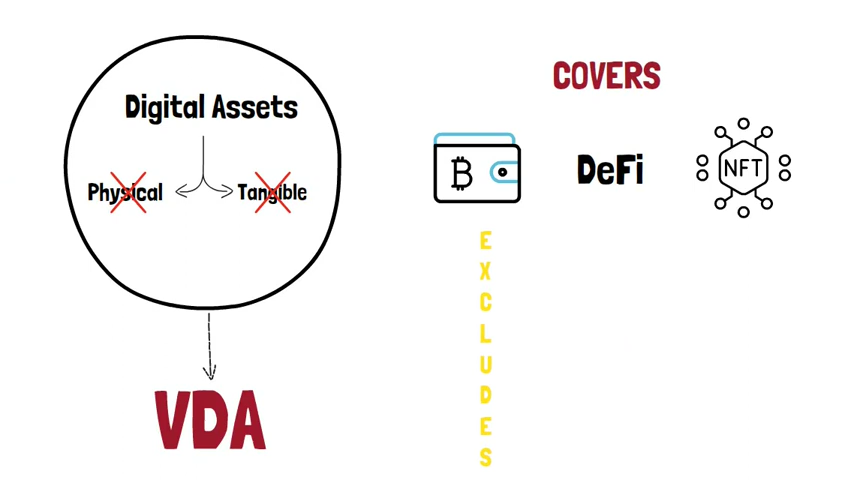 Digital Assets
Physical
Tangible
VDA
COVERS
DeFi
NFT
EXCLUDES